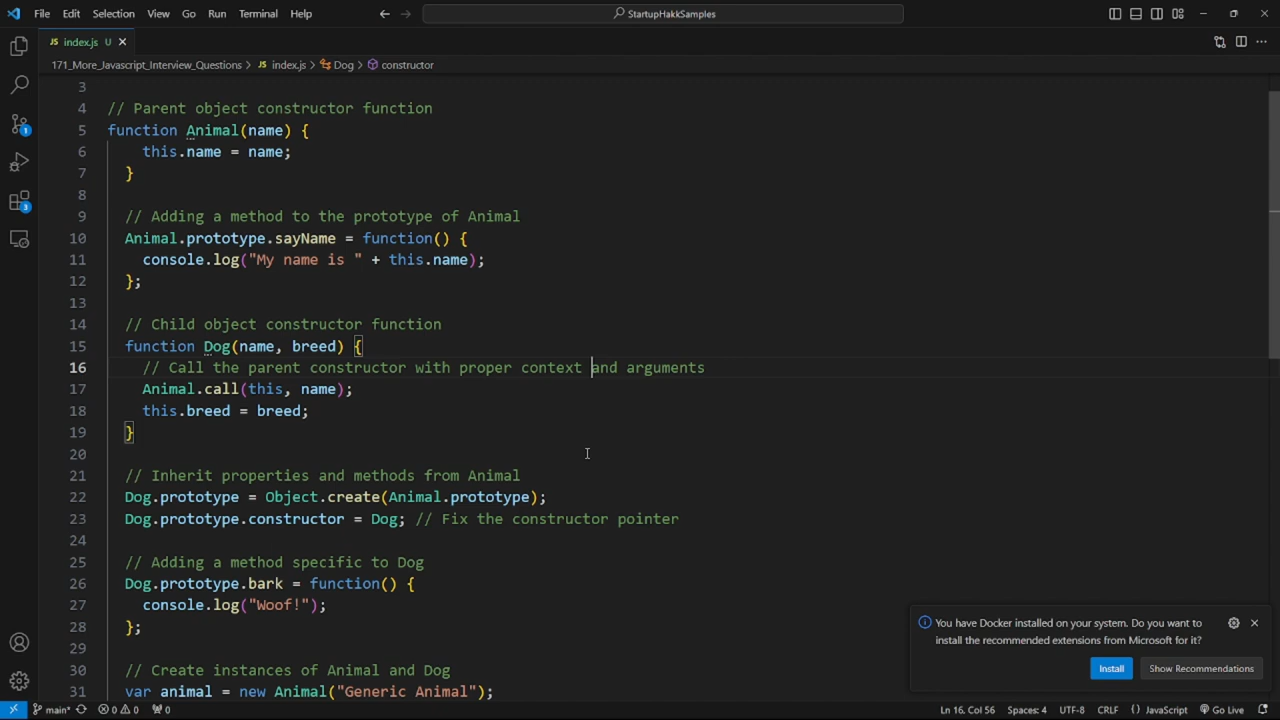 File Edit Selection View Go Run Terminal Help StartupHakkSamples
JS index.js U
171_More_Javascript_Interview_Questions > JS index.js > Dog > constructor
3
4 // Parent object constructor function
5 function Animal(name) {
6 this.name = name;
7 }
8
9 // Adding a method to the prototype of Animal
10 Animal.prototype.sayName = function() {
11 console.log("My name is " + this.name);
12 };
13
14 // Child object constructor function
15 function Dog(name, breed) {
16 // Call the parent constructor with proper context and arguments
17 Animal.call(this, name);
18 this.breed = breed;
19 }
20
21 // Inherit properties and methods from Animal
22 Dog.prototype = Object.create(Animal.prototype);
23 Dog.prototype.constructor = Dog; // Fix the constructor pointer
24
25 // Adding a method specific to Dog
26 Dog.prototype.bark = function() {
27 console.log("Woof!");
28 };
29
30 // Create instances of Animal and Dog
31 var animal = new Animal("Generic Animal");
1
3
You have Docker installed on your system. Do you want to
install the recommended extensions from Microsoft for it?
Install Show Recommendations
main* 0 0 0 Ln 16, Col 56 Spaces: 4 UTF-8 CRLF {} JavaScript Go Live